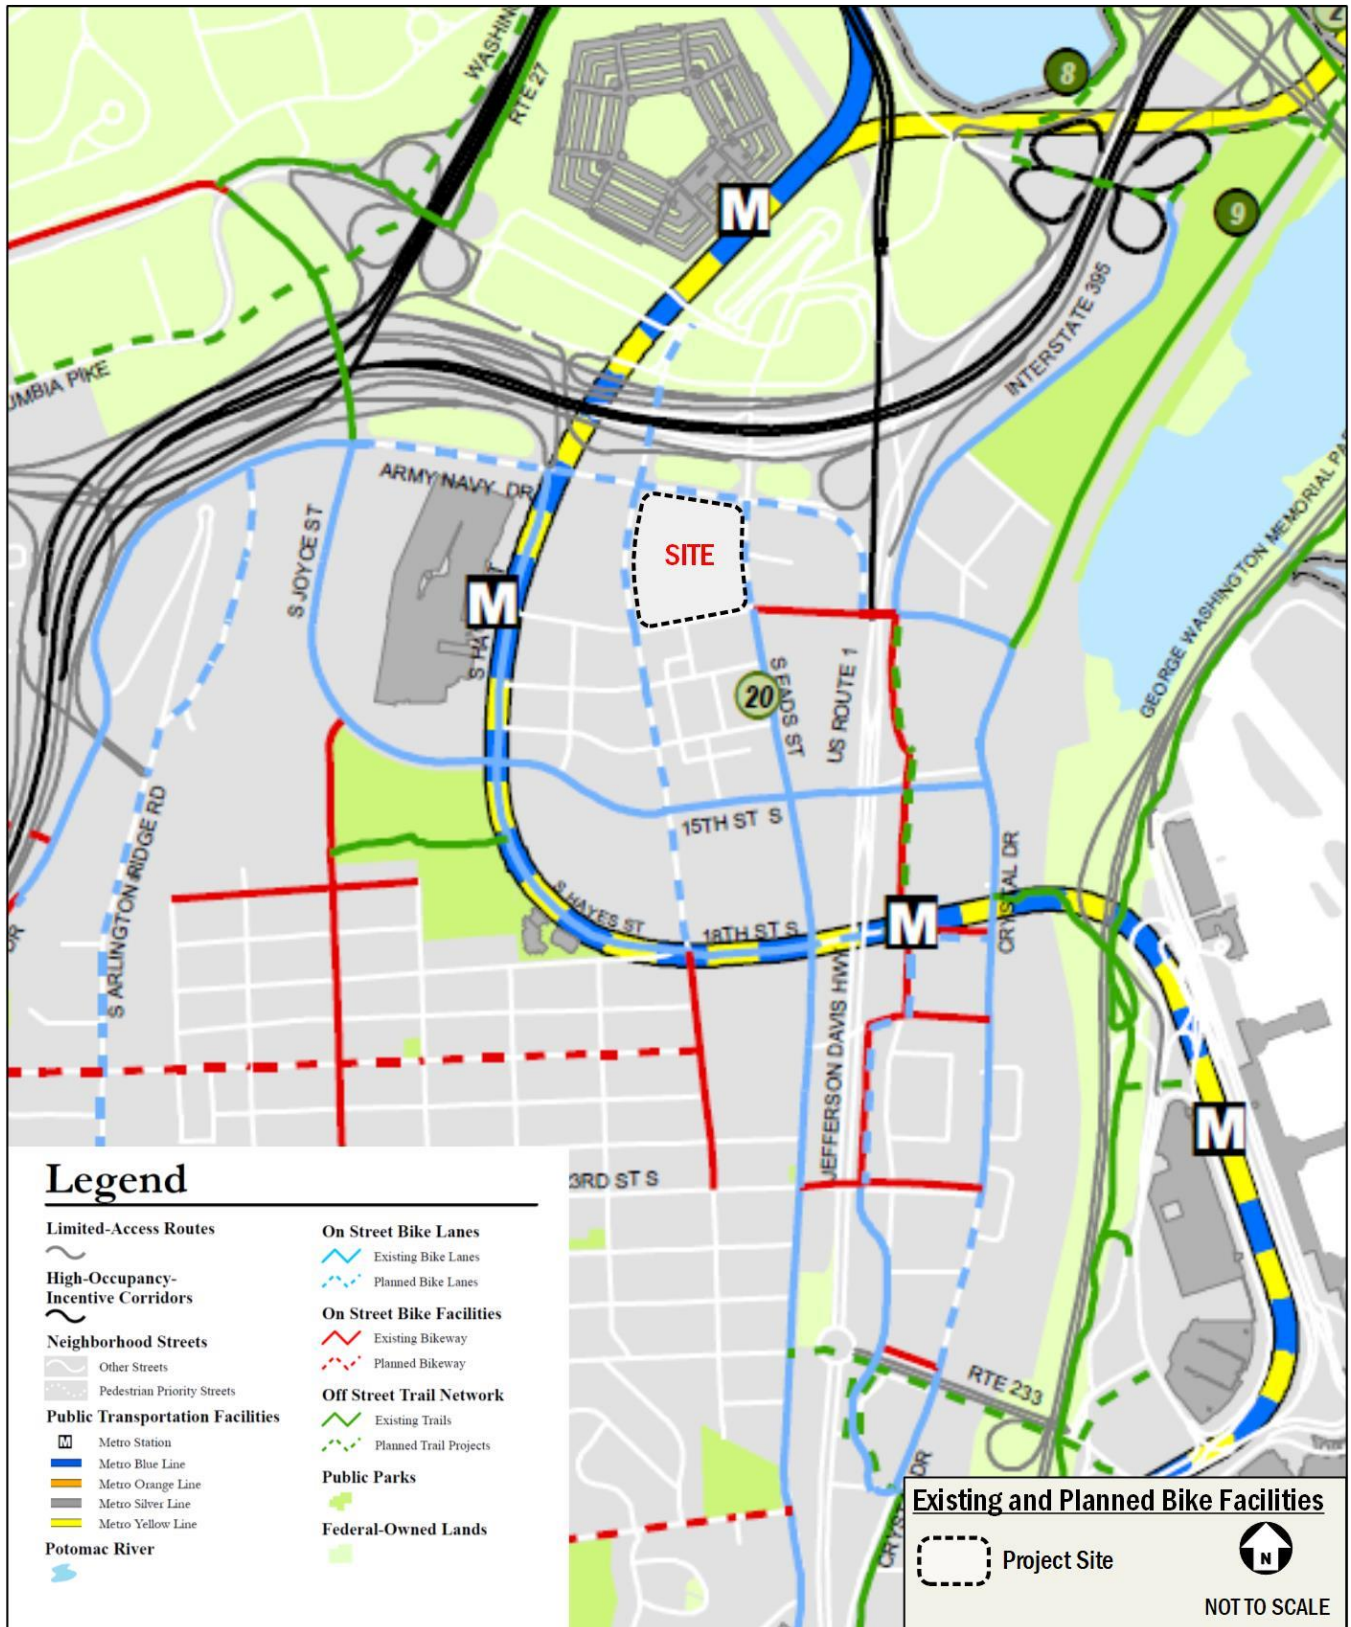 WASHIN
RTE 27
M
8
9
2
INTERSTATE 395
UMBIA PIKE
ARMY NAVY DR
S JOYCE ST
SITE
M
S HA
T
GEORGE WASHINGTON MEMORIAL PA
20
S EADS ST
US ROUTE 1
15TH ST S
S ARLINGTON RIDGE RD
DR
S HAYES ST
18TH ST S
M
CRYSTAL DR
JEFFERSON DAVIS HWY
M
3RD ST S
RTE 233
CRYST
DR
Legend
Limited-Access Routes
High-Occupancy-
Incentive Corridors
Neighborhood Streets
Other Streets
Pedestrian Priority Streets
Public Transportation Facilities
M Metro Station
Metro Blue Line
Metro Orange Line
Metro Silver Line
Metro Yellow Line
Potomac River
On Street Bike Lanes
Existing Bike Lanes
Planned Bike Lanes
On Street Bike Facilities
Existing Bikeway
Planned Bikeway
Off Street Trail Network
Existing Trails
Planned Trail Projects
Public Parks
Federal-Owned Lands
Existing and Planned Bike Facilities
Project Site
N
NOT TO SCALE